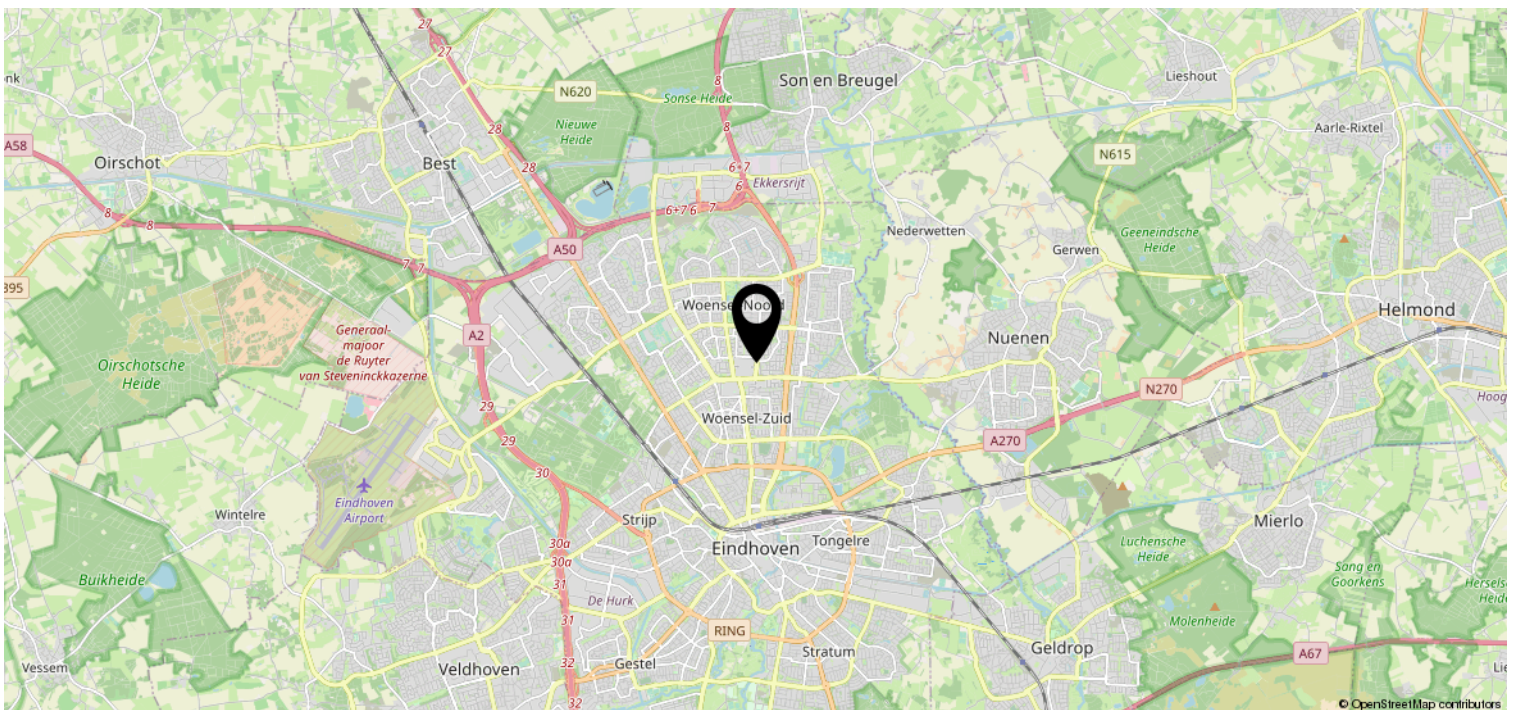 27
27
N620
Son en Breugel
Lieshout
8
Sonse Heide
28
Nieuwe
Heide
8
Aarle-Rixtel
A58
Oirschot
Best
28
N615
6+7
6
Ekkersrijt
8
8
6+7
6
7
Nederwetten
Geeneindsche
Heide
A50
Gerwen
7
7
Generaal-
majoor
de Ruyter
van Steveninckkazerne
A2
Oirschotsche
Heide
Nuenen
Helmond
N270
29
29
Woensel-Zuid
A270
30
Eindhoven
Airport
Wintelre
Strijp
Mierlo
30a
30a
Eindhoven
Tongelre
Luchensche
Heide
Buikheide
31
Sang en
Goorkens
De Hurk
31
RING
Molenheide
Vessem
Veldhoven
32
Gestel
Stratum
Geldrop
A67
32
© OpenStreetMap contributors